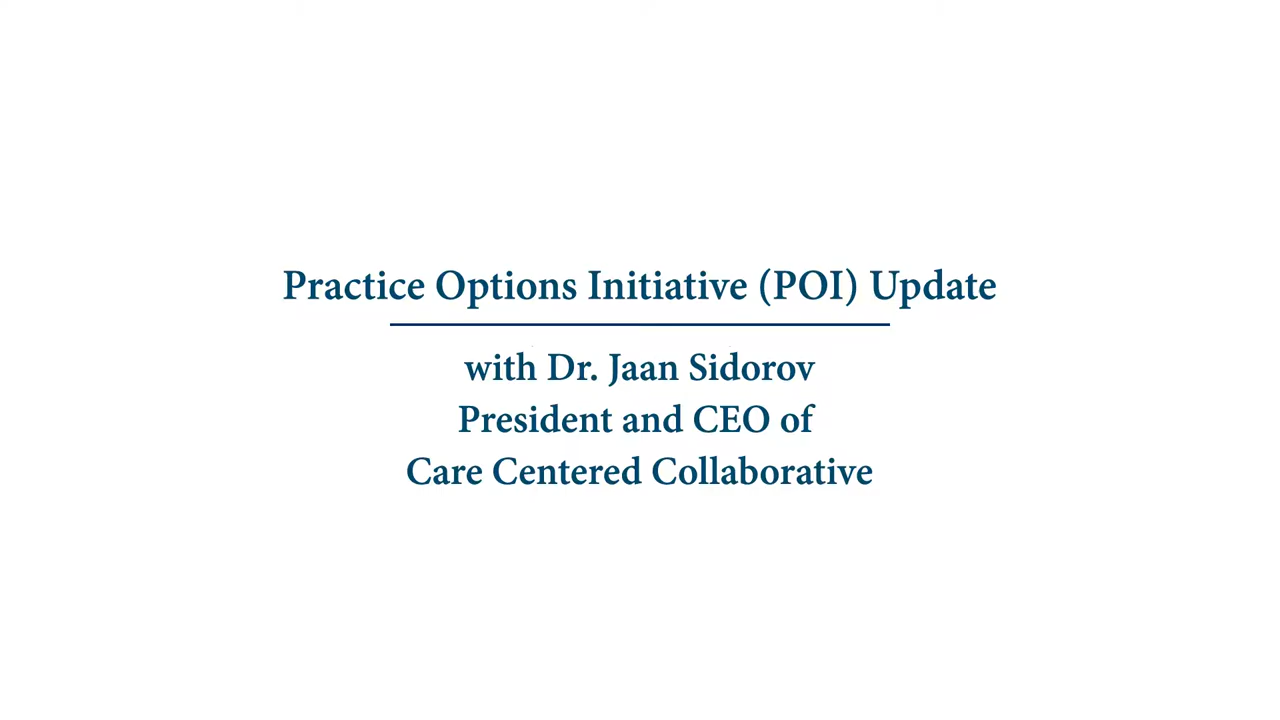 Practice Options Initiative (POI) Update
with Dr. Jaan Sidorov
President and CEO of
Care Centered Collaborative